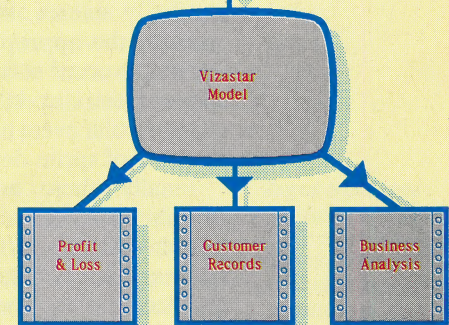 Vizastar
Model
Profit
& Loss
Customer
Records
Business
Analysis